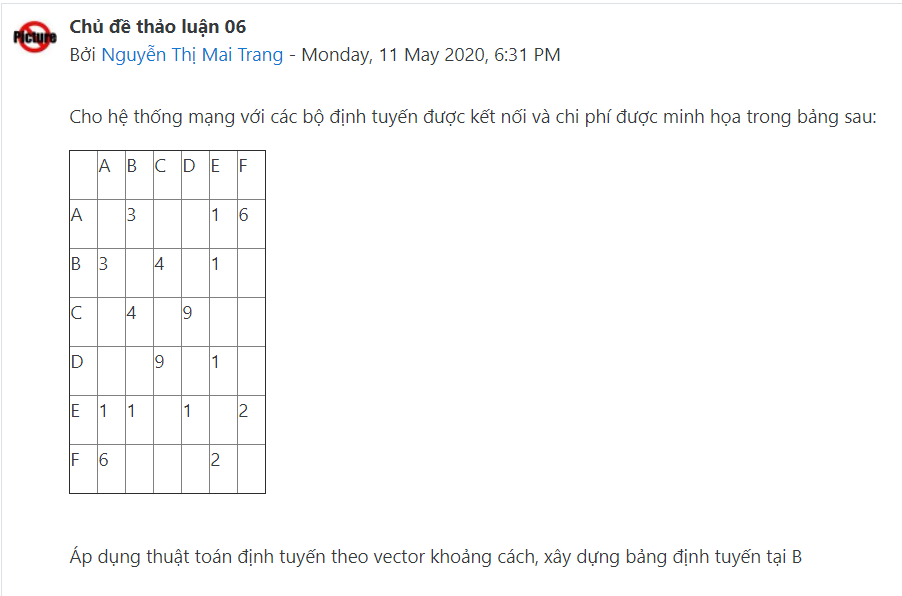 Picture
Chủ đề thảo luận 06
Bởi Nguyễn Thị Mai Trang - Monday, 11 May 2020, 6:31 PM
Cho hệ thống mạng với các bộ định tuyến được kết nối và chi phí được minh họa trong bảng sau:
A B C D E F
A 3 1 6
B 3 4 1
C 4 9
D 9 1
E 1 1 1 2
F 6 2
Áp dụng thuật toán định tuyến theo vector khoảng cách, xây dựng bảng định tuyến tại B